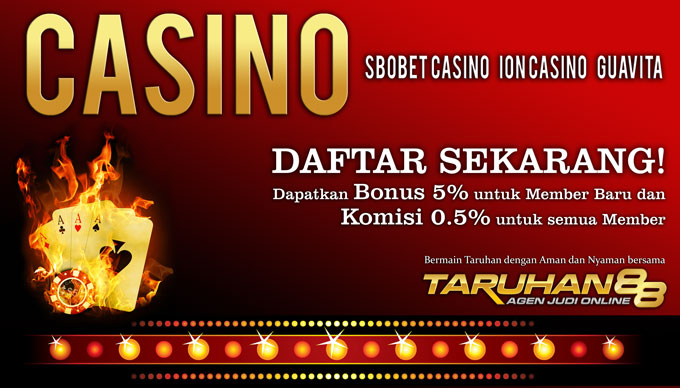 CASINO
SBOBET CASINO ION CASINO GUAVITA
DAFTAR SEKARANG!
Dapatkan Bonus 5% untuk Member Baru dan
Komisi 0.5% untuk semua Member
A A A
Bermain Taruhan dengan Aman dan Nyaman bersama
TARUHAN88
AGEN JUDI ONLINE